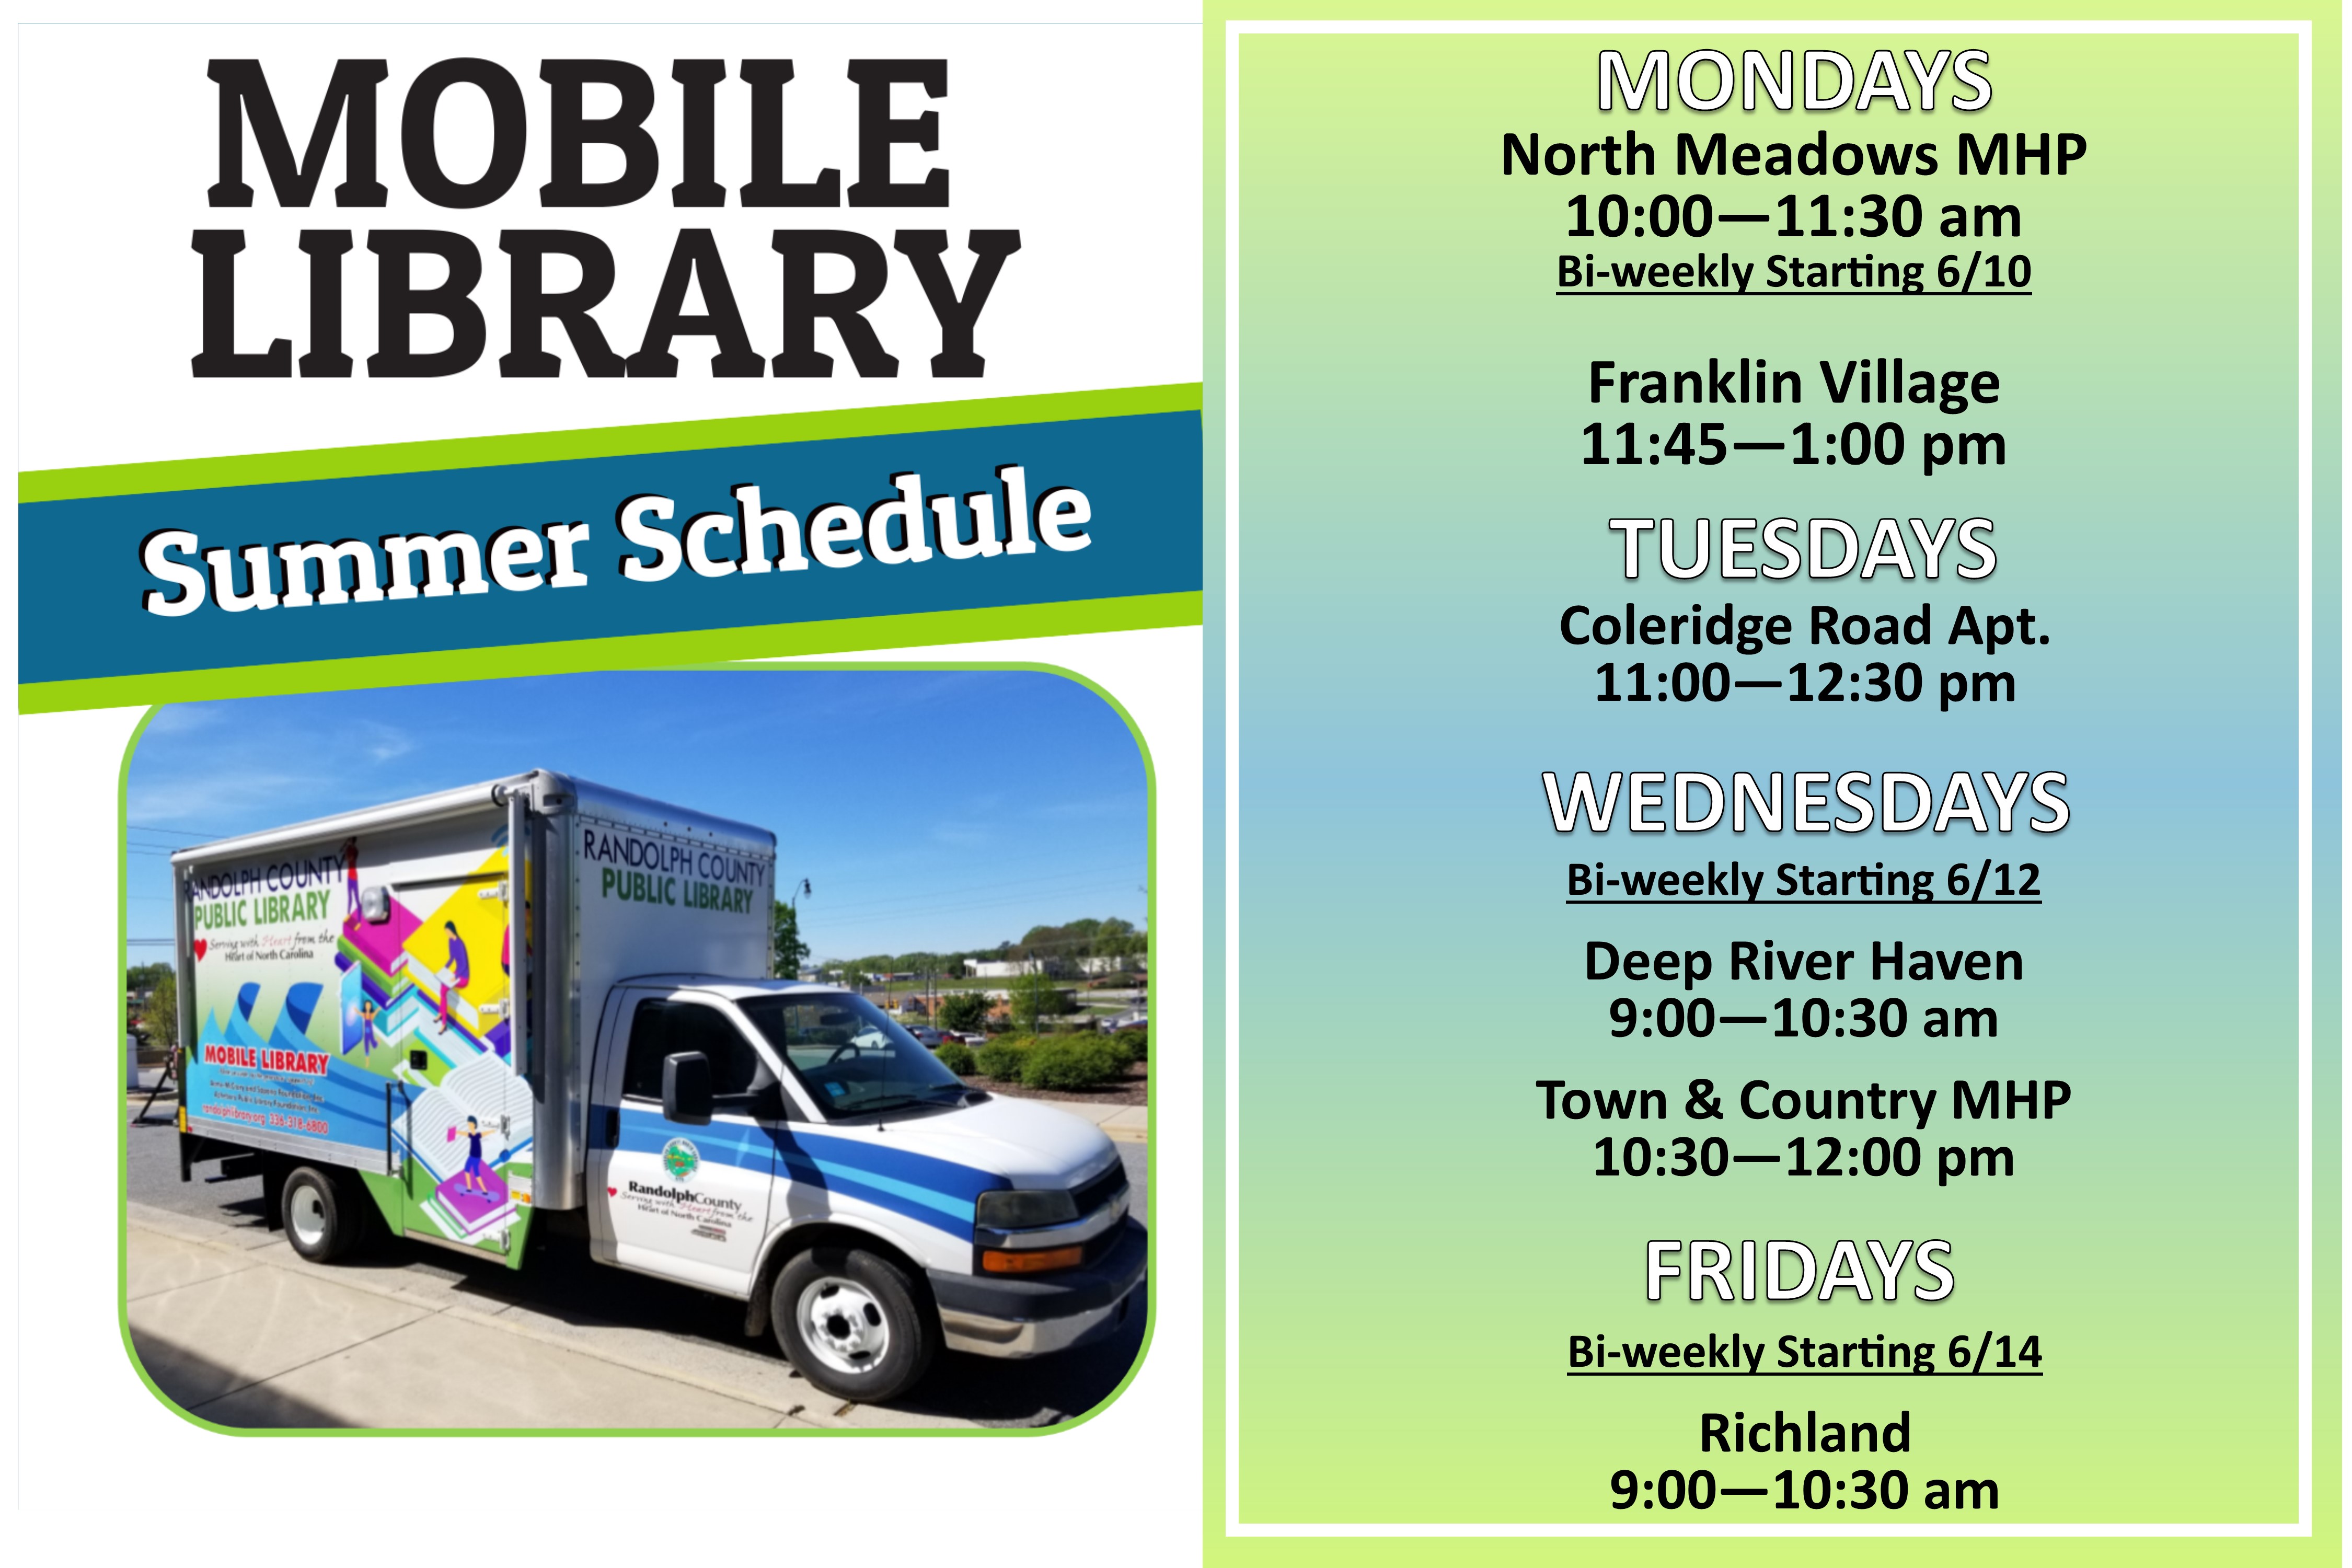 MOBILE
LIBRARY
Summer Schedule
RANDOLPH COUNTY
PUBLIC LIBRARY
Serving with Heart from the
Heart of North Carolina
MOBILE LIBRARY
randolphlibrary.org 336-318-6800
RANDOLPH COUNTY
PUBLIC LIBRARY
RandolphCounty
Serving with Heart from the
Heart of North Carolina
MONDAYS
North Meadows MHP
10:00—11:30 am
Bi-weekly Starting 6/10
Franklin Village
11:45—1:00 pm
TUESDAYS
Coleridge Road Apt.
11:00—12:30 pm
WEDNESDAYS
Bi-weekly Starting 6/12
Deep River Haven
9:00—10:30 am
Town & Country MHP
10:30—12:00 pm
FRIDAYS
Bi-weekly Starting 6/14
Richland
9:00—10:30 am